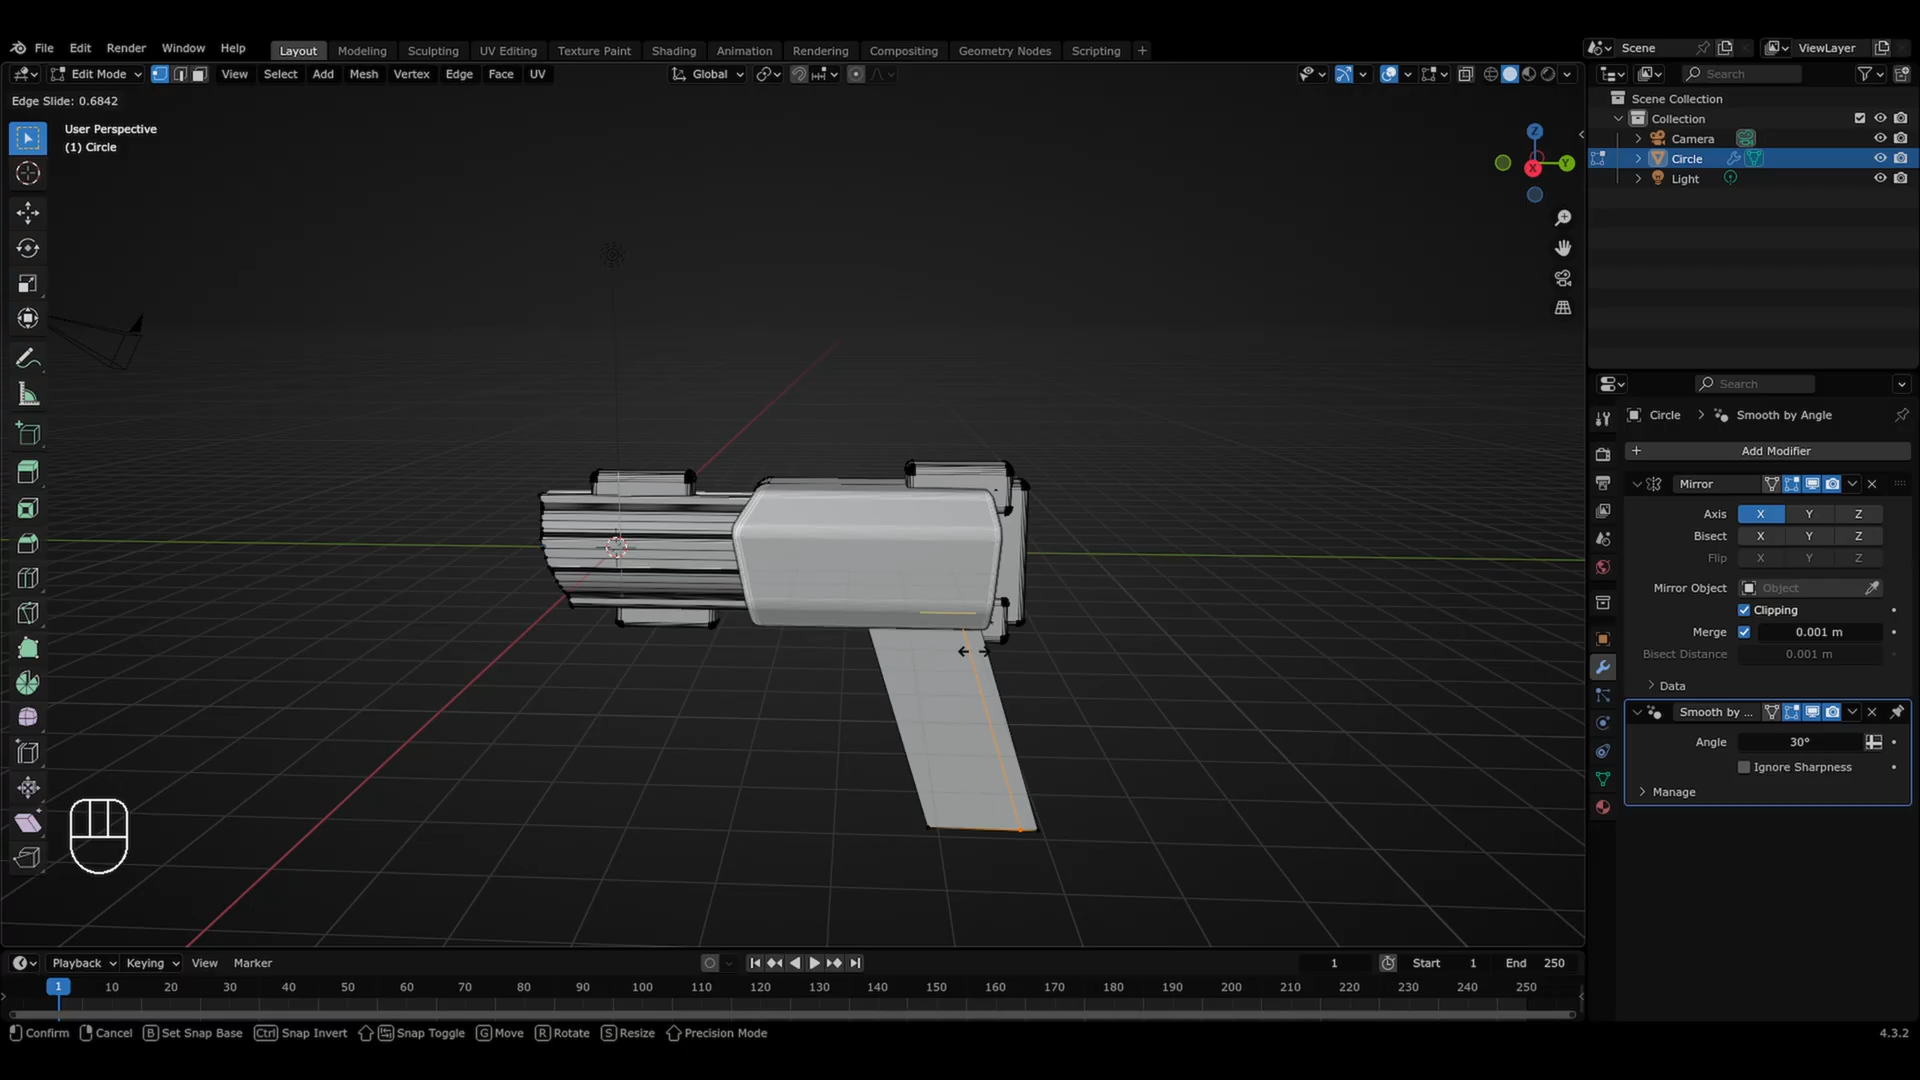 File Edit Render Window Help Layout Modeling Sculpting UV Editing Texture Paint Shading Animation Rendering Compositing Geometry Nodes Scripting + Scene ViewLayer
Edit Mode View Select Add Mesh Vertex Edge Face UV Global Search
Edge Slide: 0.6842
Scene Collection
Collection
User Perspective
(1) Circle
Camera
Circle
Light
Z
Y
X
Search
Circle > Smooth by Angle
+ Add Modifier
Mirror
Axis X Y Z
Bisect X Y Z
Flip X Y Z
Mirror Object Object
Clipping
Merge 0.001 m
Bisect Distance 0.001 m
Data
Smooth by ...
Angle 30°
Ignore Sharpness
Manage
Playback Keying View Marker 1 Start 1 End 250
1 10 20 30 40 50 60 70 80 90 100 110 120 130 140 150 160 170 180 190 200 210 220 230 240 250
Confirm Cancel B Set Snap Base Ctrl Snap Invert Snap Toggle G Move R Rotate S Resize Precision Mode 4.3.2